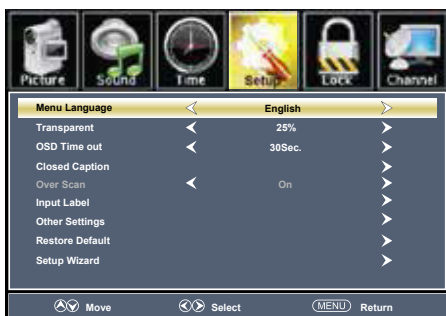 Picture Sound Time Setup Lock Channel
Menu Language English
Transparent 25%
OSD Time out 30Sec.
Closed Caption
Over Scan On
Input Label
Other Settings
Restore Default
Setup Wizard
Move Select MENU Return